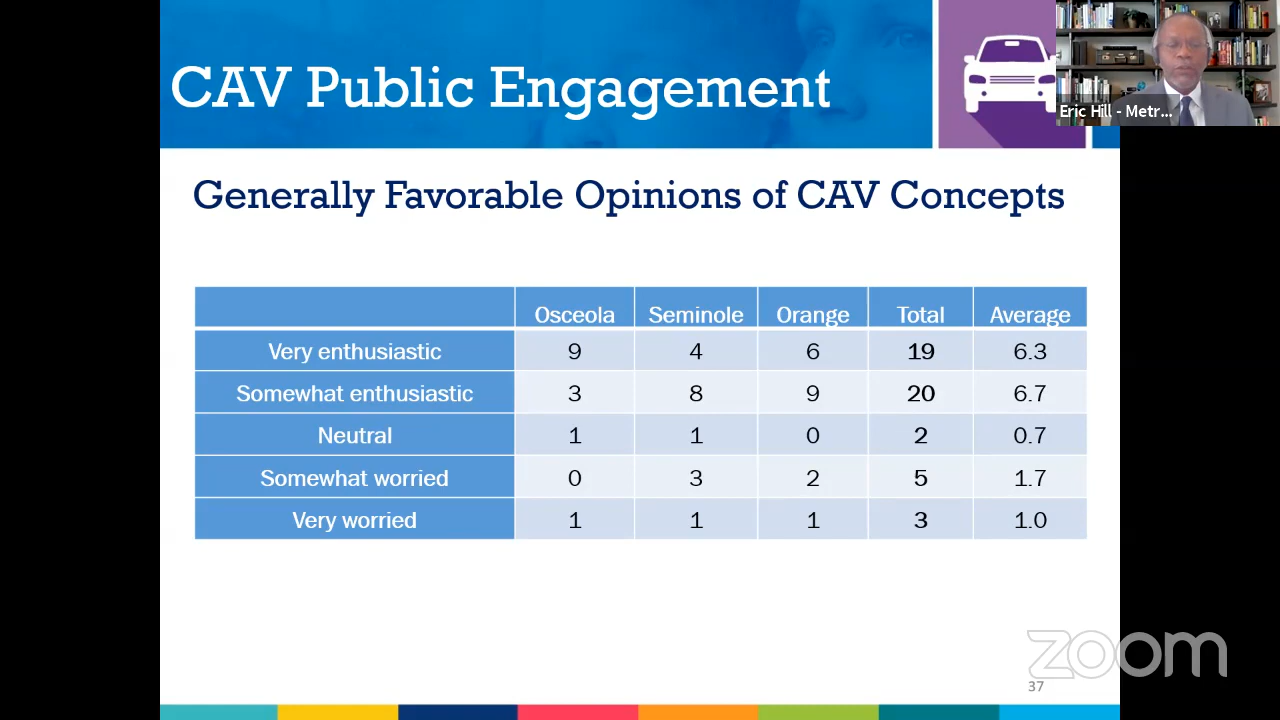 CAV Public Engagement
Eric Hill - Metr...
Generally Favorable Opinions of CAV Concepts
Osceola Seminole Orange Total Average
Very enthusiastic 9 4 6 19 6.3
Somewhat enthusiastic 3 8 9 20 6.7
Neutral 1 1 0 2 0.7
Somewhat worried 0 3 2 5 1.7
Very worried 1 1 1 3 1.0
zoom
37